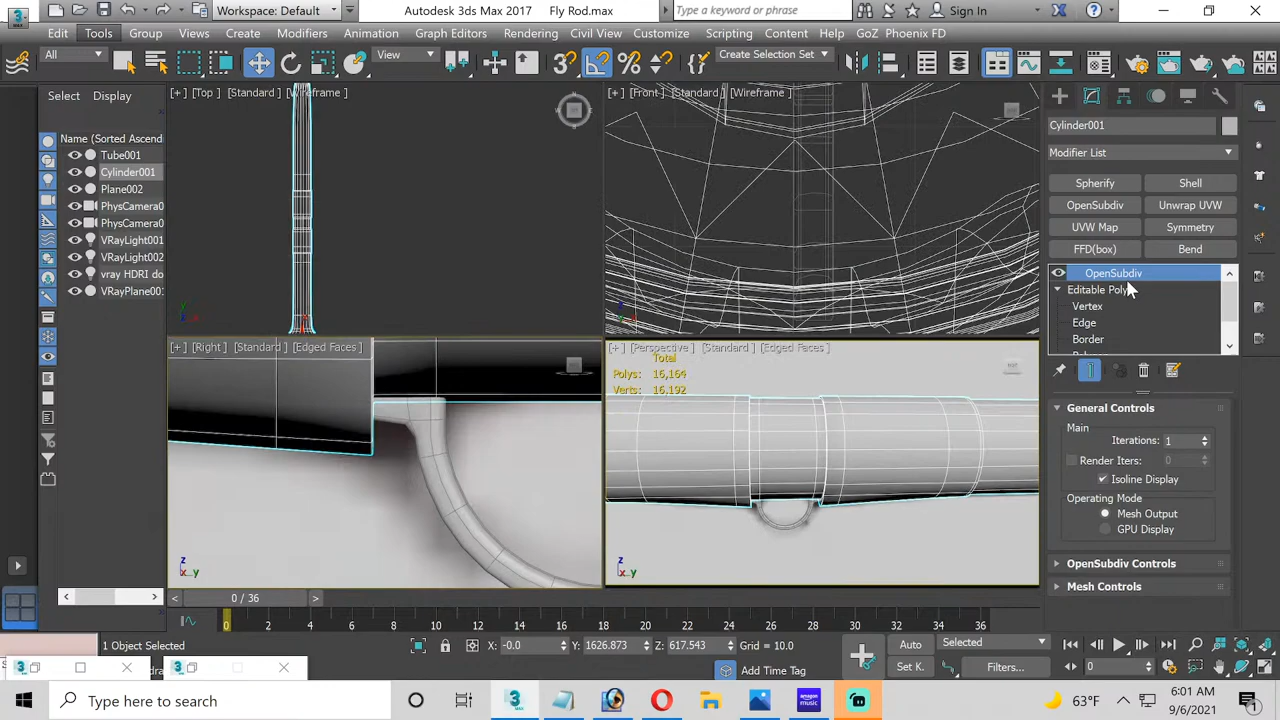 Workspace: Default
Autodesk 3ds Max 2017
Fly Rod.max
Type a keyword or phrase
Sign In
Edit Tools Group Views Create Modifiers Animation Graph Editors Rendering Civil View Customize Scripting Content Help GoZ Phoenix FD
All
View
Create Selection Set
Select Display
[+] [Top] [Standard] [Wireframe]
[+] [Front] [Standard] [Wireframe]
Name (Sorted Ascend
Tube001
Cylinder001
Plane002
PhysCamera0
PhysCamera0
VRayLight001
VRayLight002
vray HDRI do
VRayPlane001
Cylinder001
Modifier List
Spherify Shell
OpenSubdiv Unwrap UVW
UVW Map Symmetry
FFD(box) Bend
OpenSubdiv
Editable Poly
Vertex
Edge
Border
[+] [Right] [Standard] [Edged Faces]
[+] [Perspective] [Standard] [Edged Faces]
Total
Polys: 16,164
Verts: 16,192
General Controls
Main
Iterations: 1
Render Iters: 0
Isoline Display
Operating Mode
Mesh Output
GPU Display
OpenSubdiv Controls
Mesh Controls
0 / 36
0 2 4 6 8 10 12 14 16 18 20 22 24 26 28 30 32 34 36
1 Object Selected
X: -0.0 Y: 1626.873 Z: 617.543 Grid = 10.0
Auto Selected
Add Time Tag
Set K. Filters...
0
Type here to search
amazon music
63°F
6:01 AM
9/6/2021